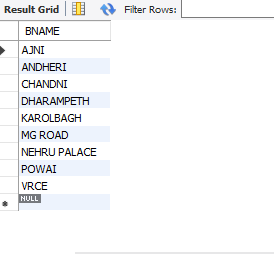 Result Grid Filter Rows:
BNAME
AJNI
ANDHERI
CHANDNI
DHARAMPETH
KAROLBAGH
MG ROAD
NEHRU PALACE
POWAI
VRCE
NULL